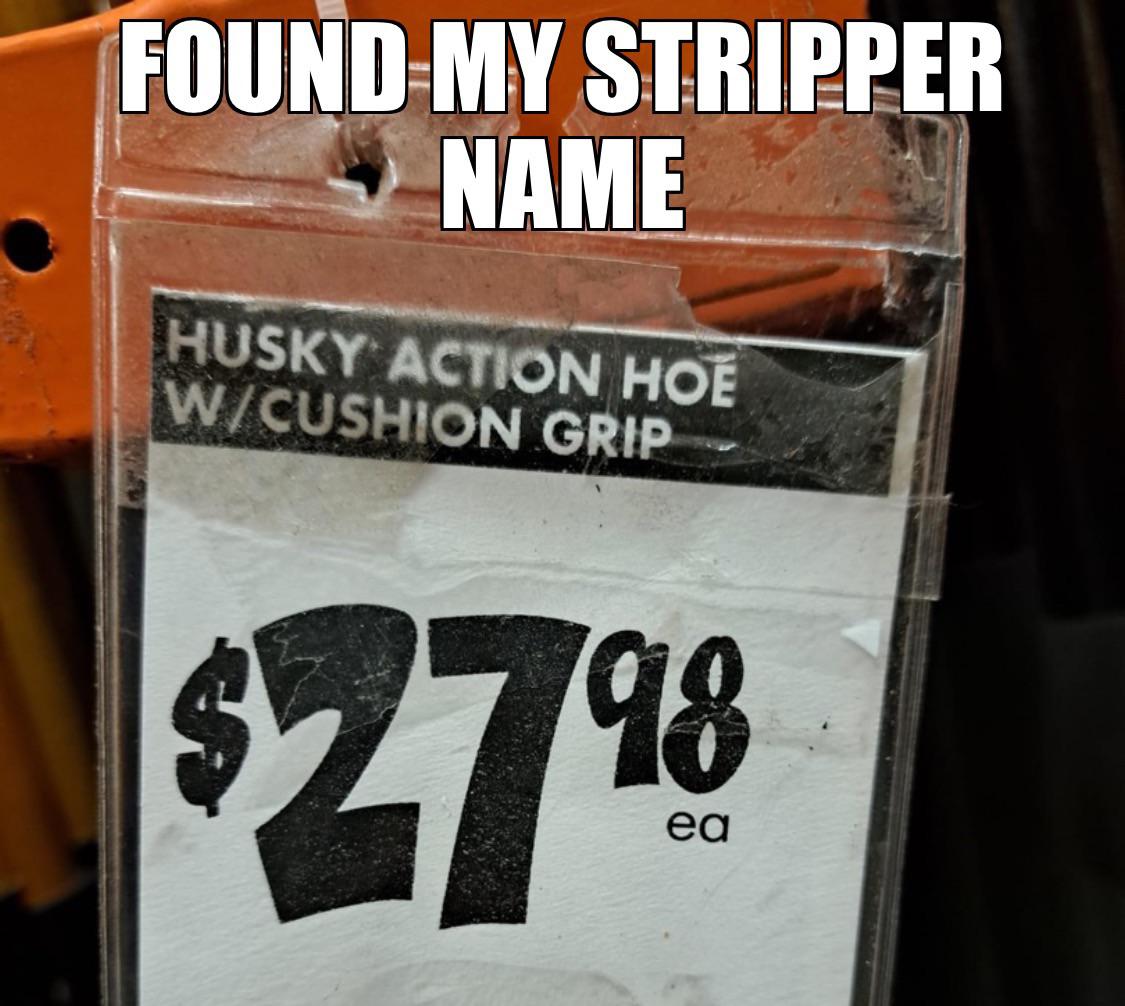 FOUND MY STRIPPER
NAME
HUSKY ACTION HOE
W/CUSHION GRIP
$2798
ea